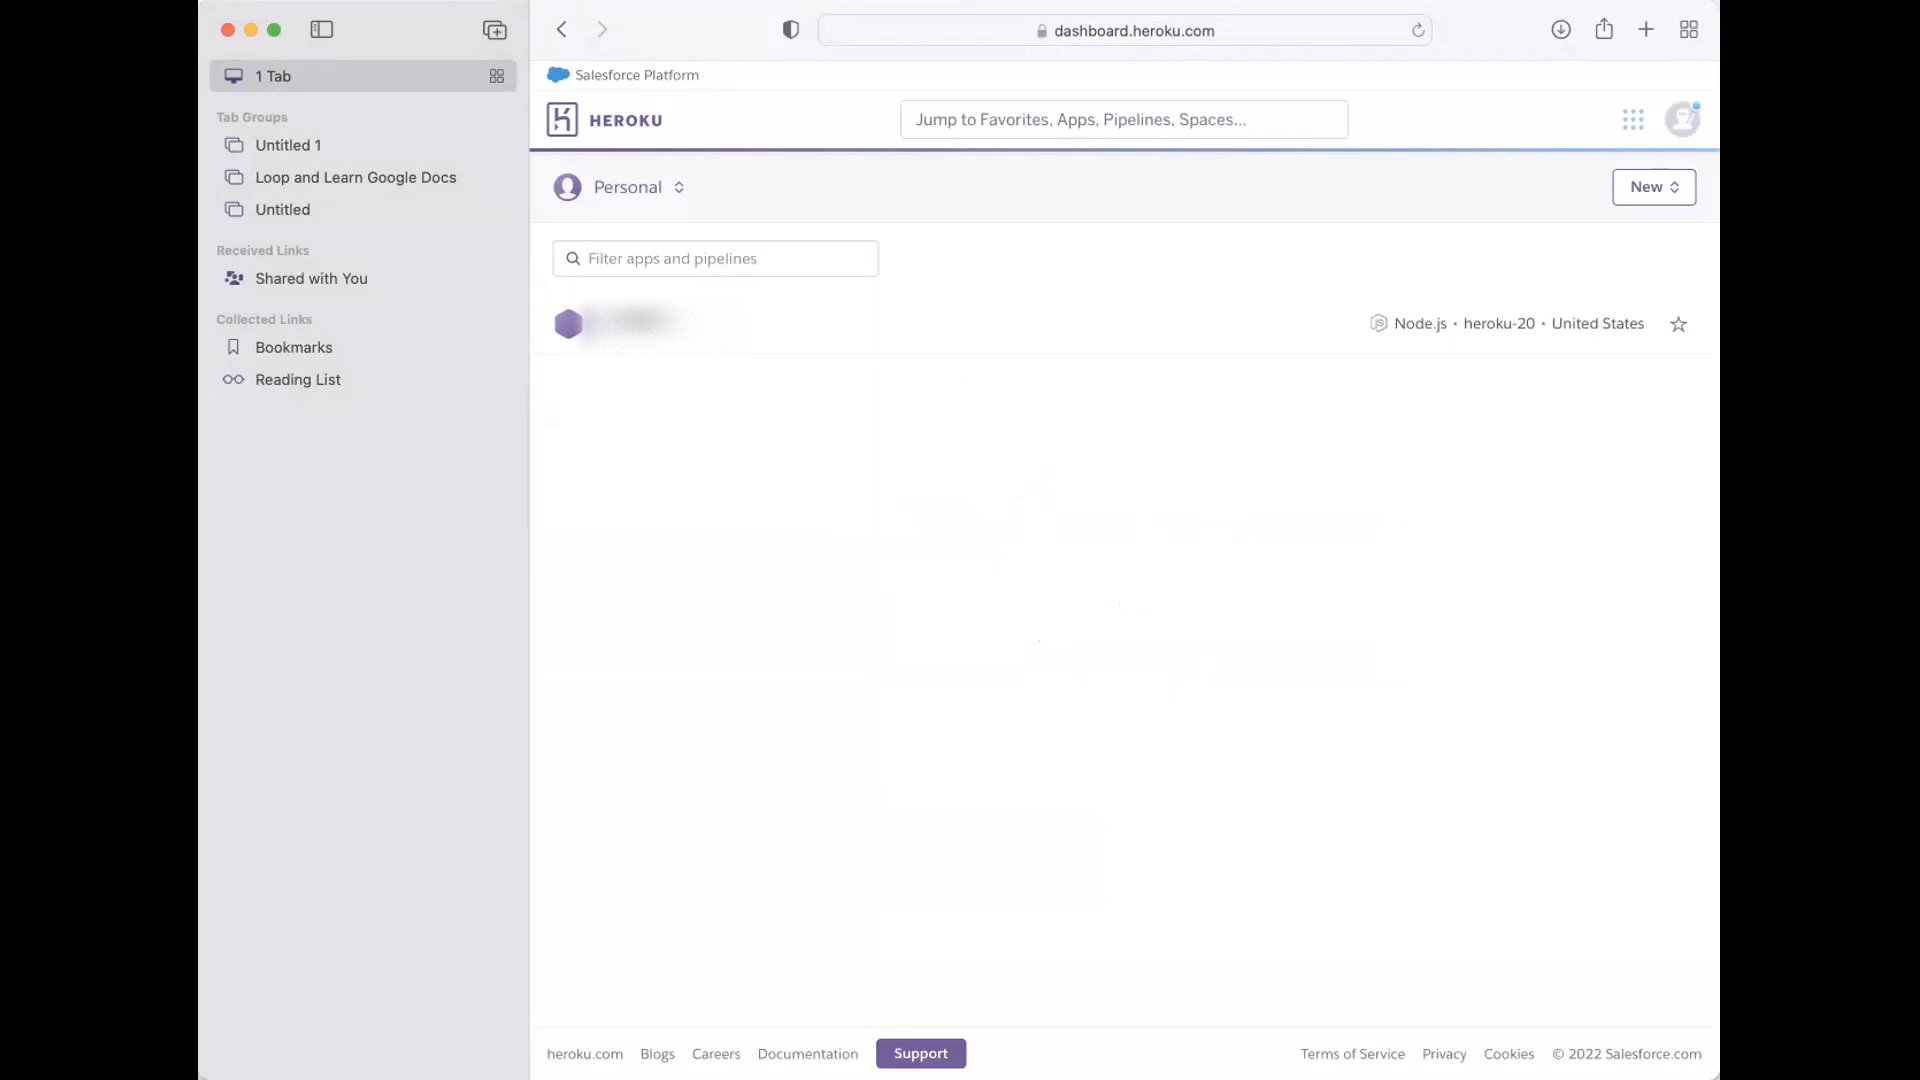 dashboard.heroku.com
1 Tab
Tab Groups
Untitled 1
Loop and Learn Google Docs
Untitled
Received Links
Shared with You
Collected Links
Bookmarks
Reading List
Salesforce Platform
HEROKU
Jump to Favorites, Apps, Pipelines, Spaces...
Personal
New
Filter apps and pipelines
Node.js • heroku-20 • United States
heroku.com Blogs Careers Documentation Support Terms of Service Privacy Cookies © 2022 Salesforce.com